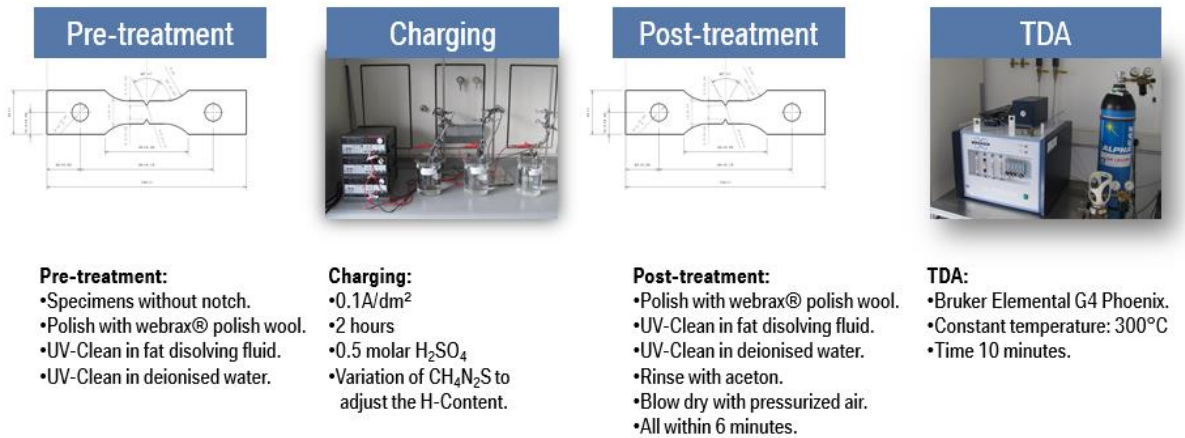 Pre-treatment
Charging
Post-treatment
TDA
Pre-treatment:
•Specimens without notch.
•Polish with webrax® polish wool.
•UV-Clean in fat disolving fluid.
•UV-Clean in deionised water.
Charging:
•0.1A/dm²
•2 hours
•0.5 molar H₂SO₄
•Variation of CH₄N₂S to
adjust the H-Content.
Post-treatment:
•Polish with webrax® polish wool.
•UV-Clean in fat disolving fluid.
•UV-Clean in deionised water.
•Rinse with aceton.
•Blow dry with pressurized air.
•All within 6 minutes.
TDA:
•Bruker Elemental G4 Phoenix.
•Constant temperature: 300°C
•Time 10 minutes.